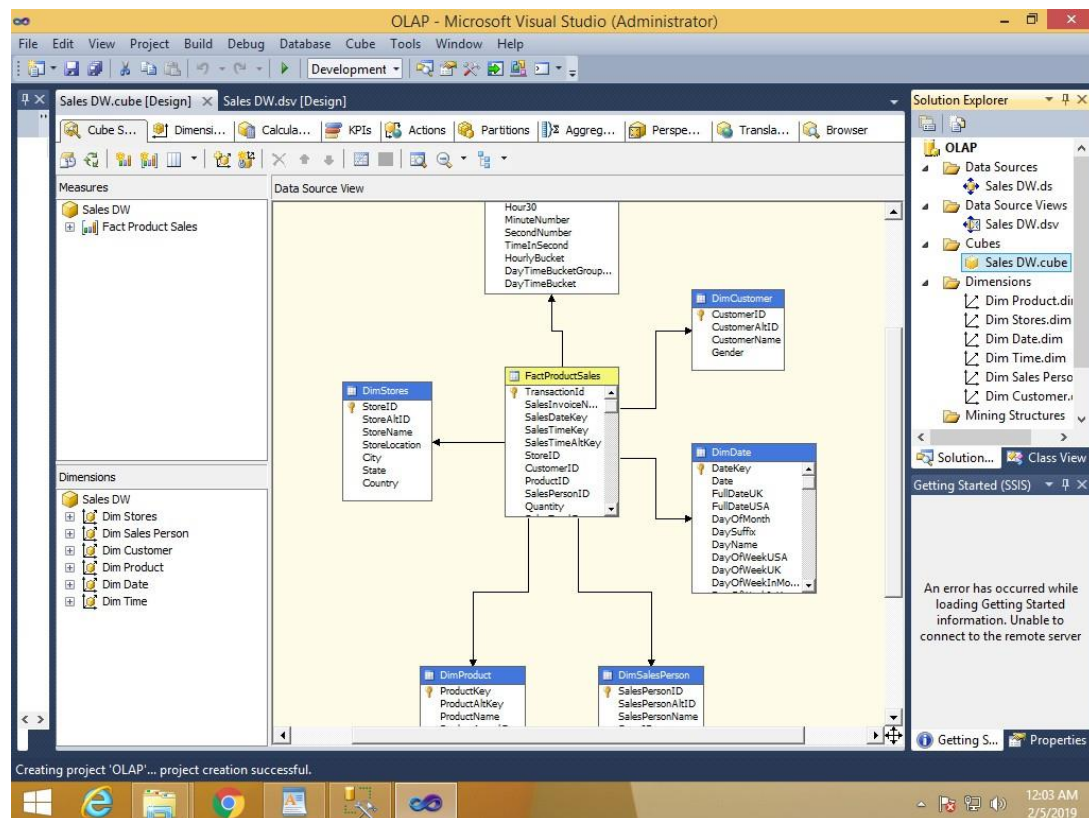 OLAP - Microsoft Visual Studio (Administrator)
File Edit View Project Build Debug Database Cube Tools Window Help
Development
Sales DW.cube [Design] Sales DW.dsv [Design]
Cube S... Dimensi... Calcula... KPIs Actions Partitions Aggreg... Perspe... Transla... Browser
Measures
Sales DW
Fact Product Sales
Dimensions
Sales DW
Dim Stores
Dim Sales Person
Dim Customer
Dim Product
Dim Date
Dim Time
Data Source View
Hour30
MinuteNumber
SecondNumber
TimeInSecond
HourlyBucket
DayTimeBucketGroup...
DayTimeBucket
DimCustomer
CustomerID
CustomerAltID
CustomerName
Gender
FactProductSales
TransactionId
SalesInvoiceN...
SalesDateKey
SalesTimeKey
SalesTimeAltKey
StoreID
CustomerID
ProductID
SalesPersonID
Quantity
DimStores
StoreID
StoreAltID
StoreName
StoreLocation
City
State
Country
DimDate
DateKey
Date
FullDateUK
FullDateUSA
DayOfMonth
DaySuffix
DayName
DayOfWeekUSA
DayOfWeekUK
DayOfWeekInMo...
DimProduct
ProductKey
ProductAltKey
ProductName
DimSalesPerson
SalesPersonID
SalesPersonAltID
SalesPersonName
Solution Explorer
OLAP
Data Sources
Sales DW.ds
Data Source Views
Sales DW.dsv
Cubes
Sales DW.cube
Dimensions
Dim Product.di
Dim Stores.dim
Dim Date.dim
Dim Time.dim
Dim Sales Perso
Dim Customer.
Mining Structures
Solution... Class View
Getting Started (SSIS)
An error has occurred while
loading Getting Started
information. Unable to
connect to the remote server
Getting S... Properties
Creating project 'OLAP'... project creation successful.
12:03 AM
2/5/2019